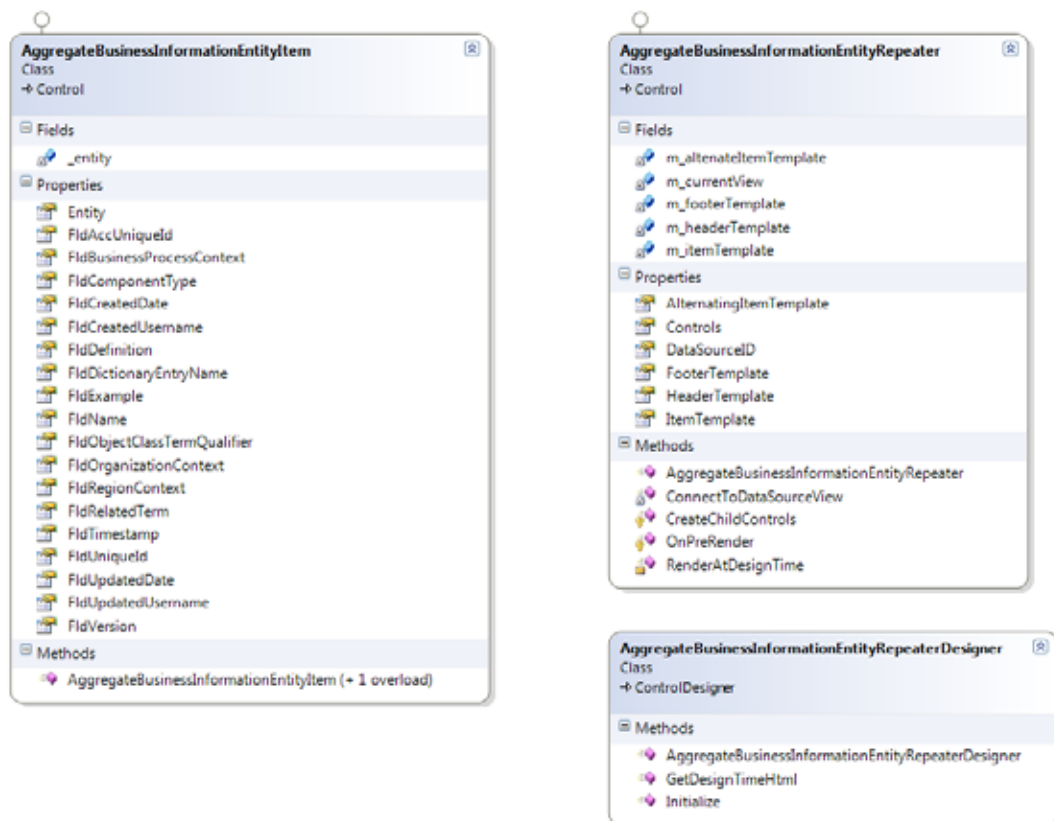 AggregateBusinessInformationEntityItem
Class
Control
Fields
_entity
Properties
Entity
FldAccUniqueId
FldBusinessProcessContext
FldComponentType
FldCreatedDate
FldCreatedUsername
FldDefinition
FldDictionaryEntryName
FldExample
FldName
FldObjectClassTermQualifier
FldOrganizationContext
FldRegionContext
FldRelatedTerm
FldTimestamp
FldUniqueId
FldUpdatedDate
FldUpdatedUsername
FldVersion
Methods
AggregateBusinessInformationEntityItem (+ 1 overload)
AggregateBusinessInformationEntityRepeater
Class
Control
Fields
m_altenateItemTemplate
m_currentView
m_footerTemplate
m_headerTemplate
m_itemTemplate
Properties
AlternatingItemTemplate
Controls
DataSourceID
FooterTemplate
HeaderTemplate
ItemTemplate
Methods
AggregateBusinessInformationEntityRepeater
ConnectToDataSourceView
CreateChildControls
OnPreRender
RenderAtDesignTime
AggregateBusinessInformationEntityRepeaterDesigner
Class
ControlDesigner
Methods
AggregateBusinessInformationEntityRepeaterDesigner
GetDesignTimeHtml
Initialize